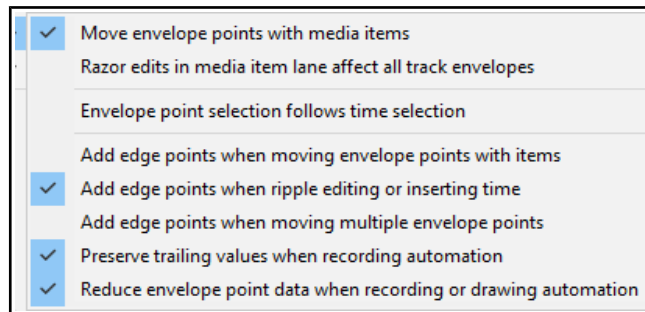 Move envelope points with media items
Razor edits in media item lane affect all track envelopes
Envelope point selection follows time selection
Add edge points when moving envelope points with items
Add edge points when ripple editing or inserting time
Add edge points when moving multiple envelope points
Preserve trailing values when recording automation
Reduce envelope point data when recording or drawing automation